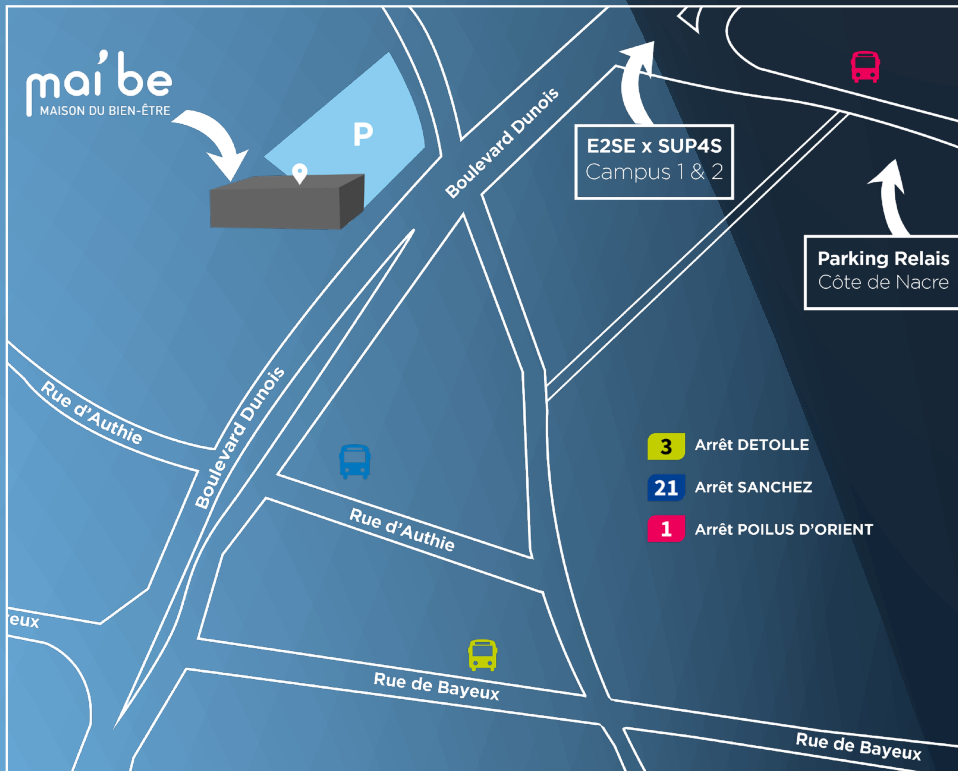 mai'be
MAISON DU BIEN-ÊTRE
P
Boulevard Dunois
E2SE x SUP4S
Campus 1 & 2
Parking Relais
Côte de Nacre
Rue d'Authie
Boulevard Dunois
3 Arrêt DETOLLE
21 Arrêt SANCHEZ
1 Arrêt POILUS D'ORIENT
Rue d'Authie
eux
Rue de Bayeux
Rue de Bayeux